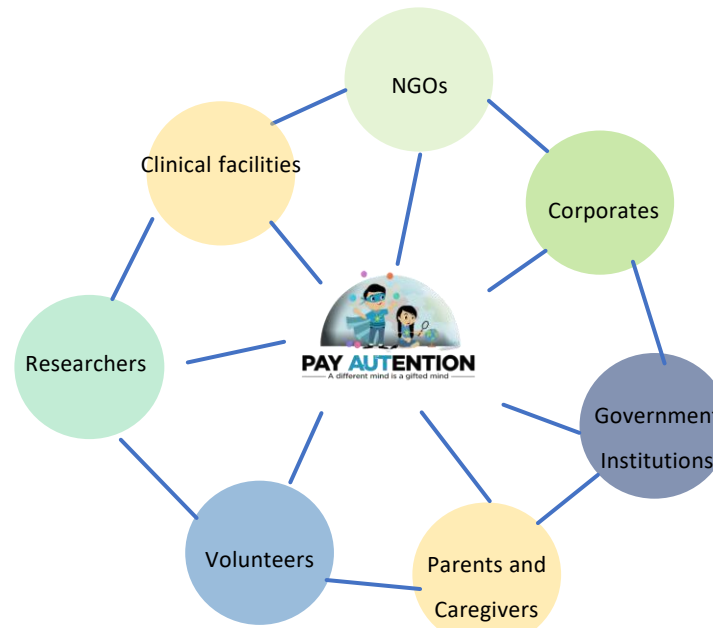 NGOs
Clinical facilities
Corporates
PAY AUTENTION
A different mind is a gifted mind
Researchers
Government
Institutions
Volunteers
Parents and
Caregivers